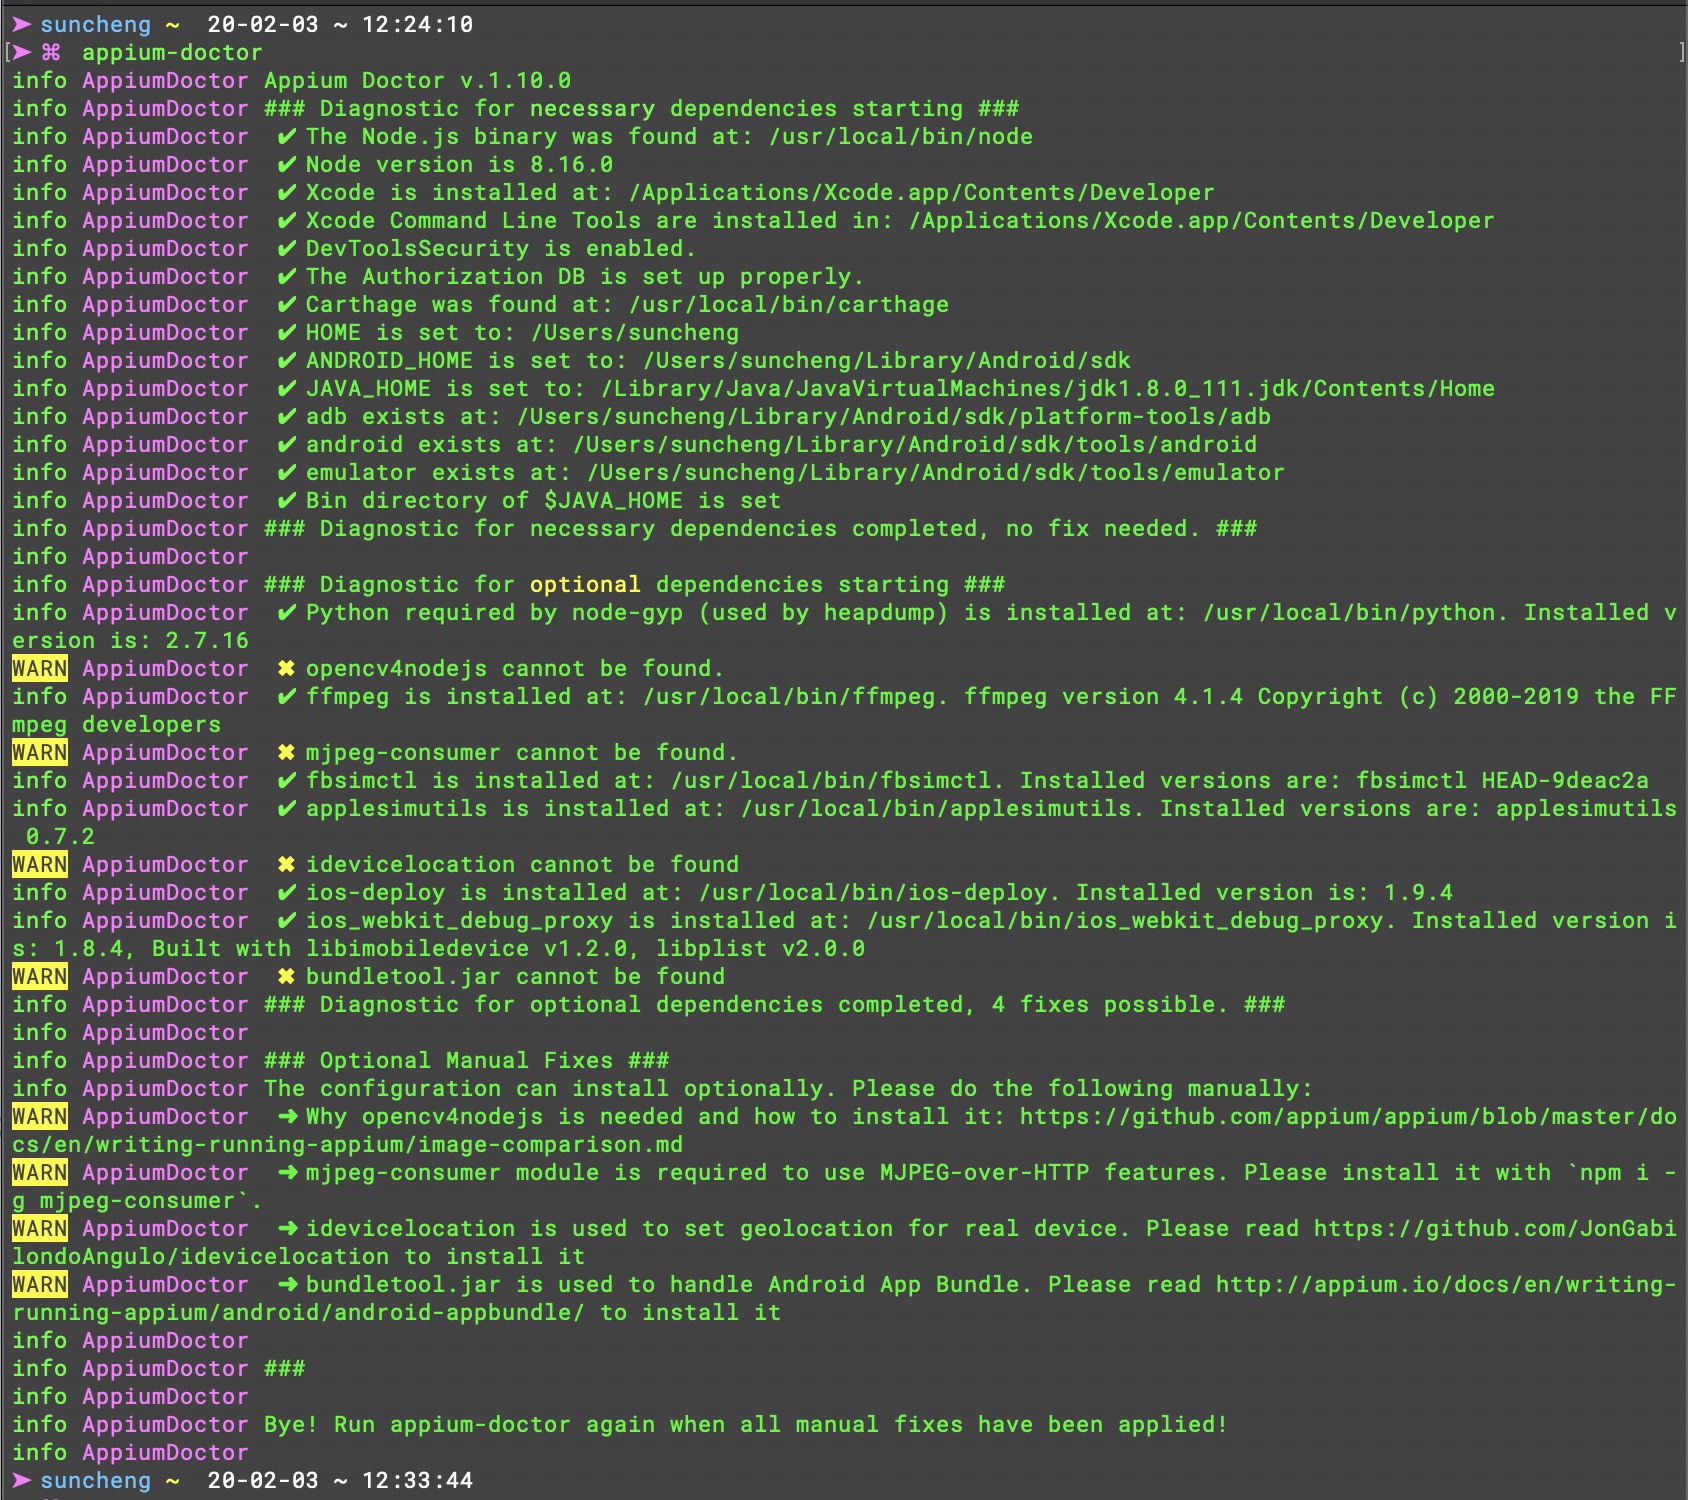 ➤ suncheng ~  20-02-03 ~ 12:24:10
[➤ ⌘  appium-doctor ]
info AppiumDoctor Appium Doctor v.1.10.0
info AppiumDoctor ### Diagnostic for necessary dependencies starting ###
info AppiumDoctor  ✔ The Node.js binary was found at: /usr/local/bin/node
info AppiumDoctor  ✔ Node version is 8.16.0
info AppiumDoctor  ✔ Xcode is installed at: /Applications/Xcode.app/Contents/Developer
info AppiumDoctor  ✔ Xcode Command Line Tools are installed in: /Applications/Xcode.app/Contents/Developer
info AppiumDoctor  ✔ DevToolsSecurity is enabled.
info AppiumDoctor  ✔ The Authorization DB is set up properly.
info AppiumDoctor  ✔ Carthage was found at: /usr/local/bin/carthage
info AppiumDoctor  ✔ HOME is set to: /Users/suncheng
info AppiumDoctor  ✔ ANDROID_HOME is set to: /Users/suncheng/Library/Android/sdk
info AppiumDoctor  ✔ JAVA_HOME is set to: /Library/Java/JavaVirtualMachines/jdk1.8.0_111.jdk/Contents/Home
info AppiumDoctor  ✔ adb exists at: /Users/suncheng/Library/Android/sdk/platform-tools/adb
info AppiumDoctor  ✔ android exists at: /Users/suncheng/Library/Android/sdk/tools/android
info AppiumDoctor  ✔ emulator exists at: /Users/suncheng/Library/Android/sdk/tools/emulator
info AppiumDoctor  ✔ Bin directory of $JAVA_HOME is set
info AppiumDoctor ### Diagnostic for necessary dependencies completed, no fix needed. ###
info AppiumDoctor
info AppiumDoctor ### Diagnostic for optional dependencies starting ###
info AppiumDoctor  ✔ Python required by node-gyp (used by heapdump) is installed at: /usr/local/bin/python. Installed v
ersion is: 2.7.16
WARN AppiumDoctor  ✖ opencv4nodejs cannot be found.
info AppiumDoctor  ✔ ffmpeg is installed at: /usr/local/bin/ffmpeg. ffmpeg version 4.1.4 Copyright (c) 2000-2019 the FF
mpeg developers
WARN AppiumDoctor  ✖ mjpeg-consumer cannot be found.
info AppiumDoctor  ✔ fbsimctl is installed at: /usr/local/bin/fbsimctl. Installed versions are: fbsimctl HEAD-9deac2a
info AppiumDoctor  ✔ applesimutils is installed at: /usr/local/bin/applesimutils. Installed versions are: applesimutils
 0.7.2
WARN AppiumDoctor  ✖ idevicelocation cannot be found
info AppiumDoctor  ✔ ios-deploy is installed at: /usr/local/bin/ios-deploy. Installed version is: 1.9.4
info AppiumDoctor  ✔ ios_webkit_debug_proxy is installed at: /usr/local/bin/ios_webkit_debug_proxy. Installed version i
s: 1.8.4, Built with libimobiledevice v1.2.0, libplist v2.0.0
WARN AppiumDoctor  ✖ bundletool.jar cannot be found
info AppiumDoctor ### Diagnostic for optional dependencies completed, 4 fixes possible. ###
info AppiumDoctor
info AppiumDoctor ### Optional Manual Fixes ###
info AppiumDoctor The configuration can install optionally. Please do the following manually:
WARN AppiumDoctor  ➜ Why opencv4nodejs is needed and how to install it: https://github.com/appium/appium/blob/master/do
cs/en/writing-running-appium/image-comparison.md
WARN AppiumDoctor  ➜ mjpeg-consumer module is required to use MJPEG-over-HTTP features. Please install it with `npm i -
g mjpeg-consumer`.
WARN AppiumDoctor  ➜ idevicelocation is used to set geolocation for real device. Please read https://github.com/JonGabi
londoAngulo/idevicelocation to install it
WARN AppiumDoctor  ➜ bundletool.jar is used to handle Android App Bundle. Please read http://appium.io/docs/en/writing-
running-appium/android/android-appbundle/ to install it
info AppiumDoctor
info AppiumDoctor ###
info AppiumDoctor
info AppiumDoctor Bye! Run appium-doctor again when all manual fixes have been applied!
info AppiumDoctor
➤ suncheng ~  20-02-03 ~ 12:33:44